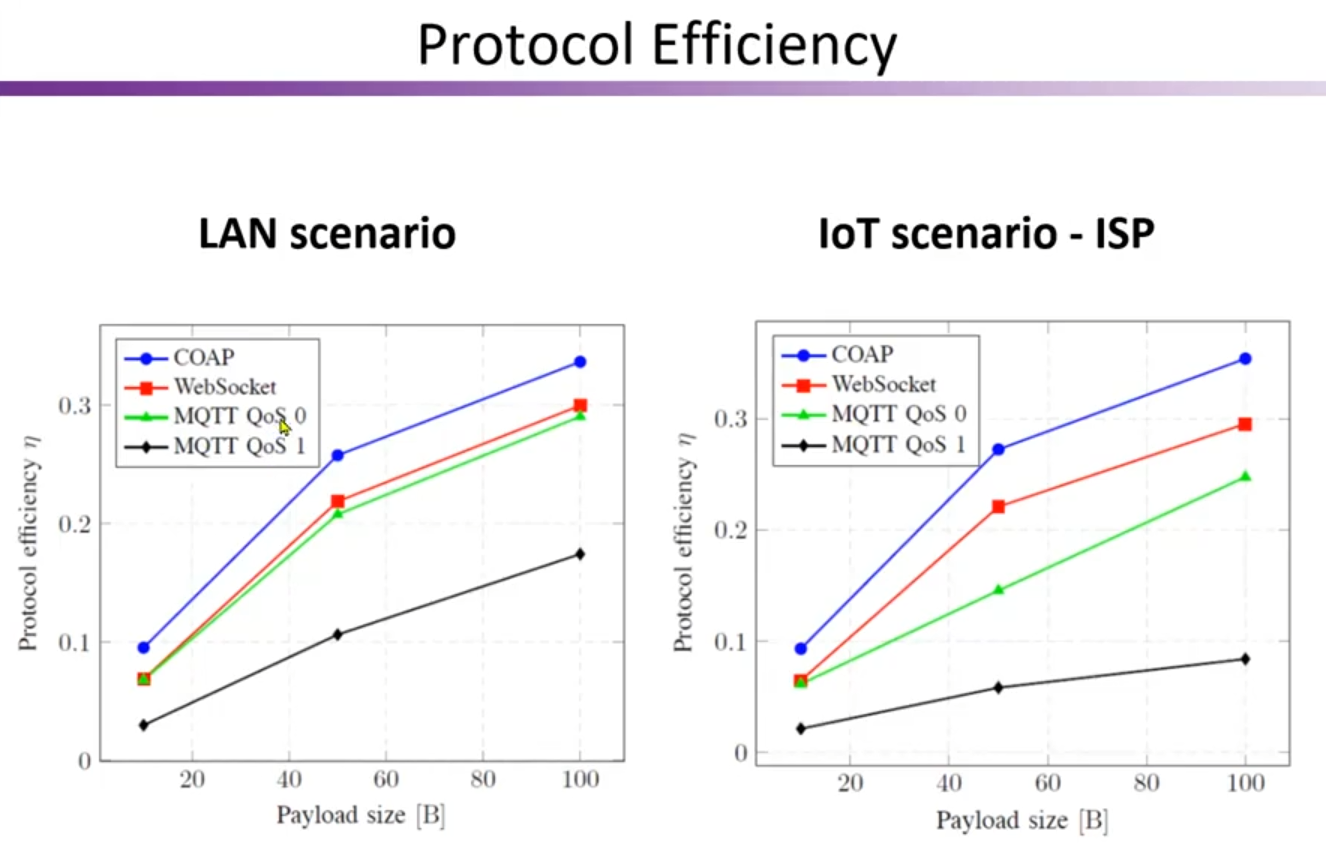 Protocol Efficiency
LAN scenario
COAP
WebSocket
MQTT QoS 0
MQTT QoS 1
0.3
0.2
0.1
0
Protocol efficiency η
20 40 60 80 100
Payload size [B]
IoT scenario - ISP
COAP
WebSocket
MQTT QoS 0
MQTT QoS 1
0.3
0.2
0.1
0
Protocol efficiency η
20 40 60 80 100
Payload size [B]